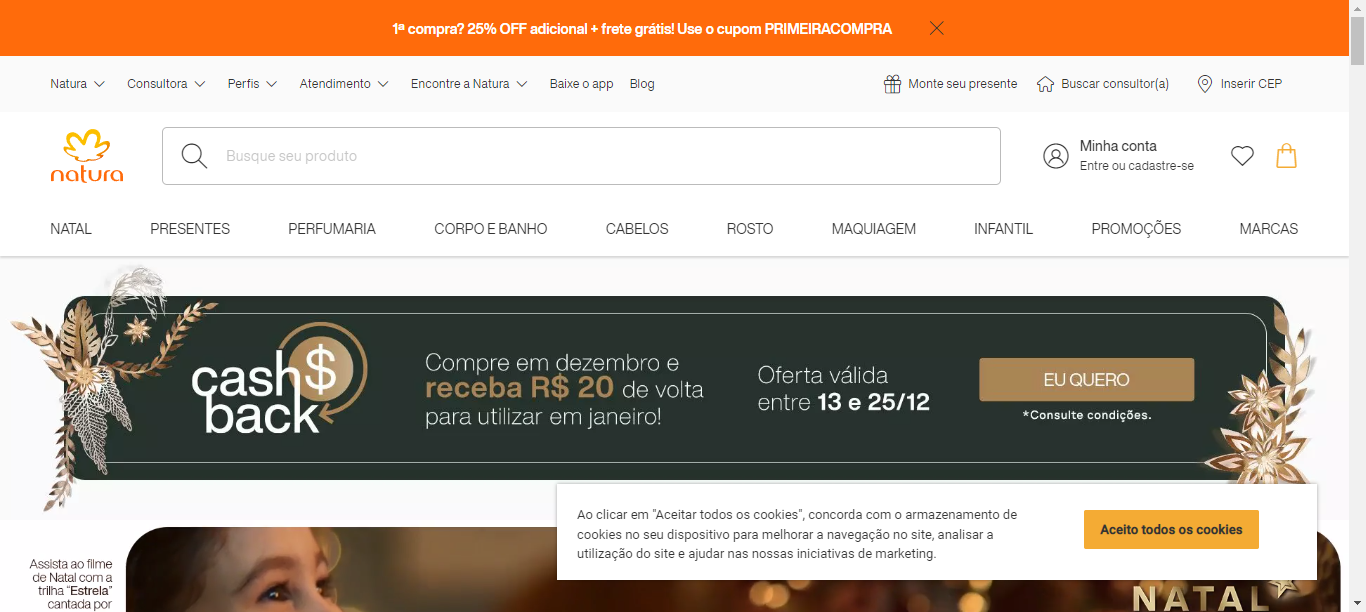 1ª compra? 25% OFF adicional + frete grátis! Use o cupom PRIMEIRACOMPRA
Natura
Consultora
Perfis
Atendimento
Encontre a Natura
Baixe o app
Blog
Monte seu presente
Buscar consultor(a)
Inserir CEP
natura
Busque seu produto
Minha conta
Entre ou cadastre-se
NATAL
PRESENTES
PERFUMARIA
CORPO E BANHO
CABELOS
ROSTO
MAQUIAGEM
INFANTIL
PROMOÇÕES
MARCAS
cash$
back
Compre em dezembro e
receba R$ 20 de volta
para utilizar em janeiro!
Oferta válida
entre 13 e 25/12
EU QUERO
*Consulte condições.
Ao clicar em "Aceitar todos os cookies", concorda com o armazenamento de
cookies no seu dispositivo para melhorar a navegação no site, analisar a
utilização do site e ajudar nas nossas iniciativas de marketing.
Aceito todos os cookies
Assista ao filme
de Natal com a
trilha "Estrela"
cantada por
NATAL